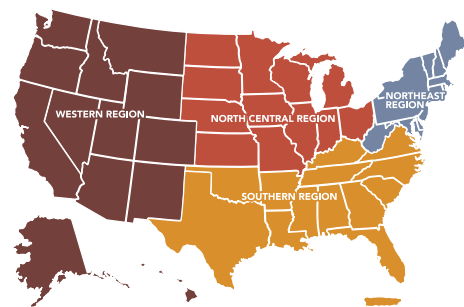 WESTERN REGION
NORTH CENTRAL REGION
NORTHEAST
REGION
SOUTHERN REGION